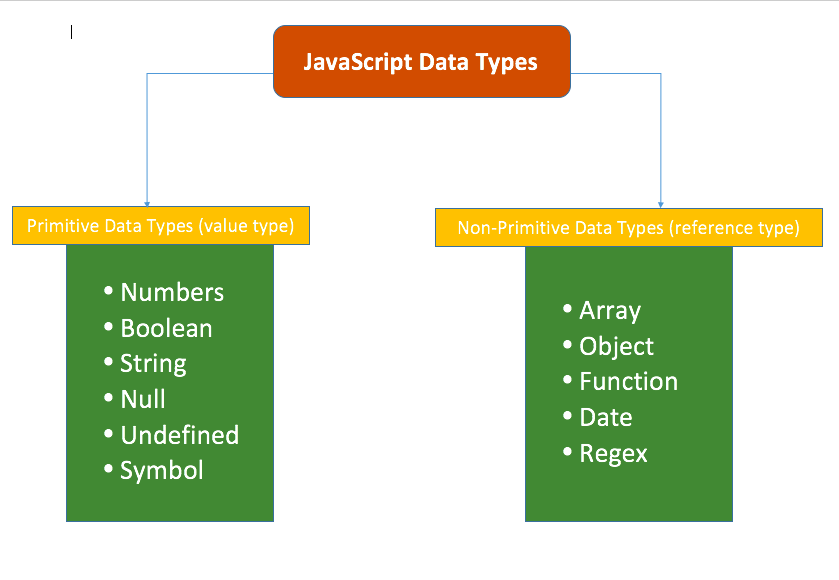 JavaScript Data Types
Primitive Data Types (value type)
• Numbers
• Boolean
• String
• Null
• Undefined
• Symbol
Non-Primitive Data Types (reference type)
• Array
• Object
• Function
• Date
• Regex